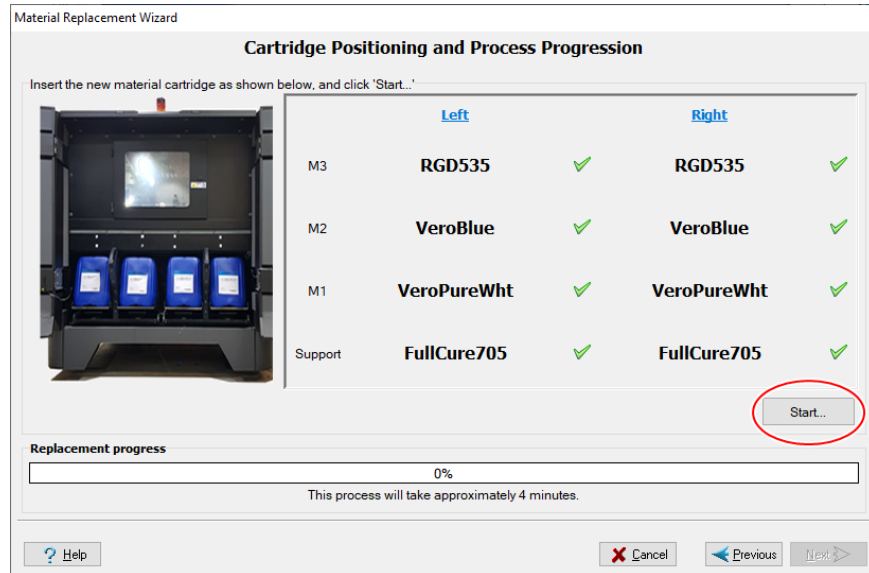 Material Replacement Wizard
Cartridge Positioning and Process Progression
Insert the new material cartridge as shown below, and click 'Start...'
Left Right
M3 RGD535 RGD535
M2 VeroBlue VeroBlue
M1 VeroPureWht VeroPureWht
Support FullCure705 FullCure705
Start...
Replacement progress
0%
This process will take approximately 4 minutes.
Help Cancel Previous Next